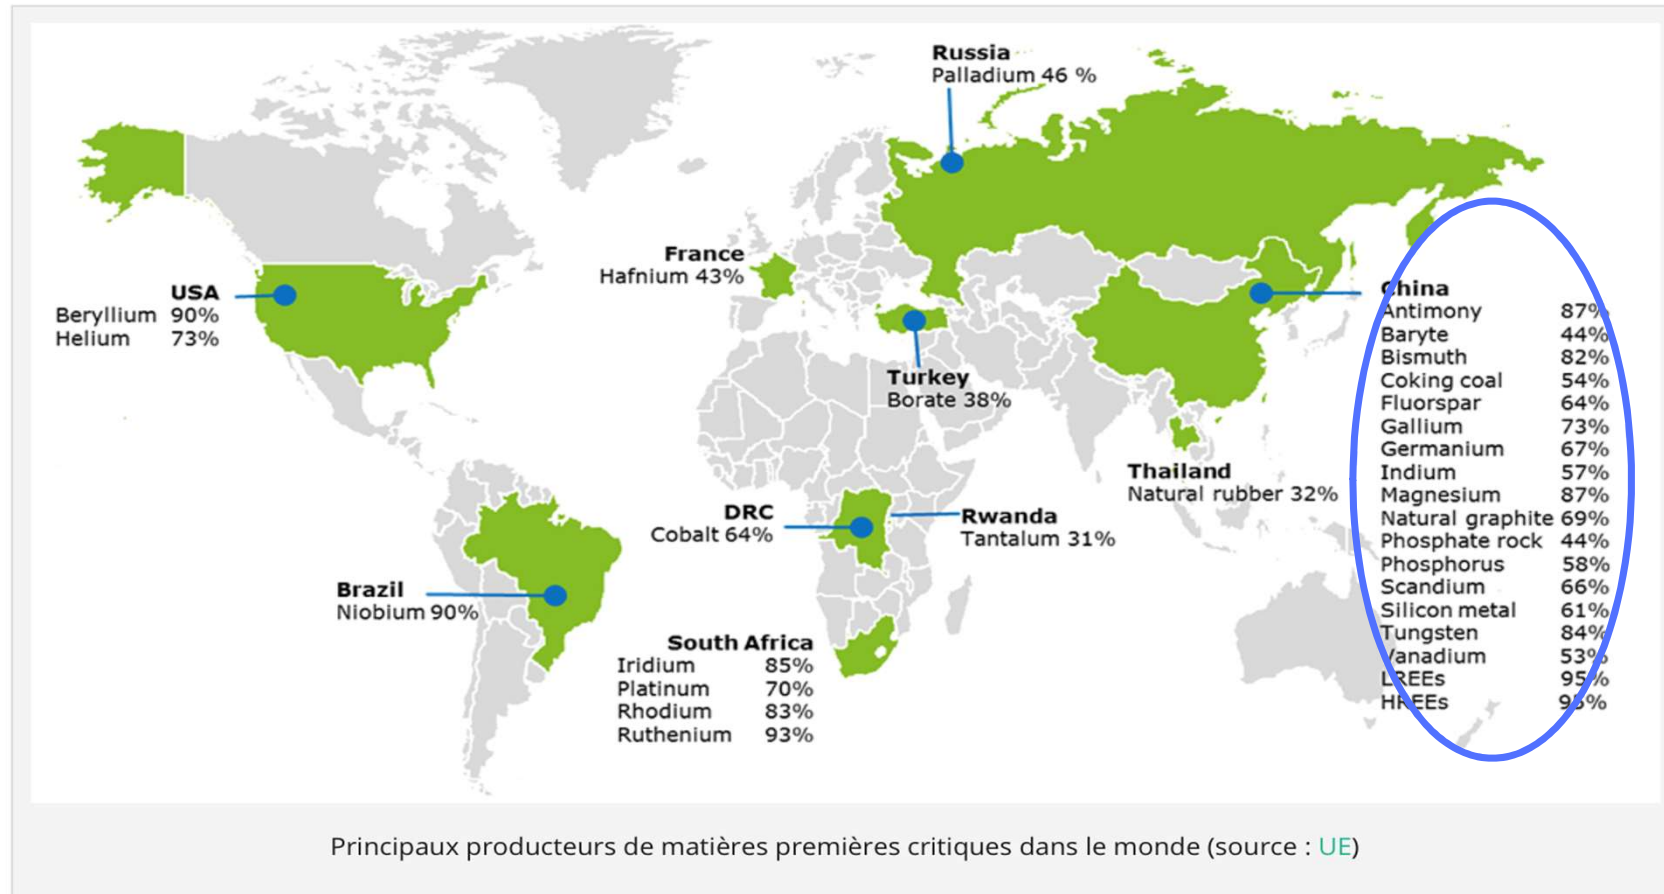 Russia
Palladium 46 %
France
Hafnium 43%
USA
Beryllium 90%
Helium 73%
China
Antimony 87%
Baryte 44%
Bismuth 82%
Coking coal 54%
Fluorspar 64%
Gallium 73%
Germanium 67%
Indium 57%
Magnesium 87%
Natural graphite 69%
Phosphate rock 44%
Phosphorus 58%
Scandium 66%
Silicon metal 61%
Tungsten 84%
Vanadium 53%
LREEs 95%
HREEs 95%
Turkey
Borate 38%
Thailand
Natural rubber 32%
DRC
Cobalt 64%
Rwanda
Tantalum 31%
Brazil
Niobium 90%
South Africa
Iridium 85%
Platinum 70%
Rhodium 83%
Ruthenium 93%
Principaux producteurs de matières premières critiques dans le monde (source : UE)